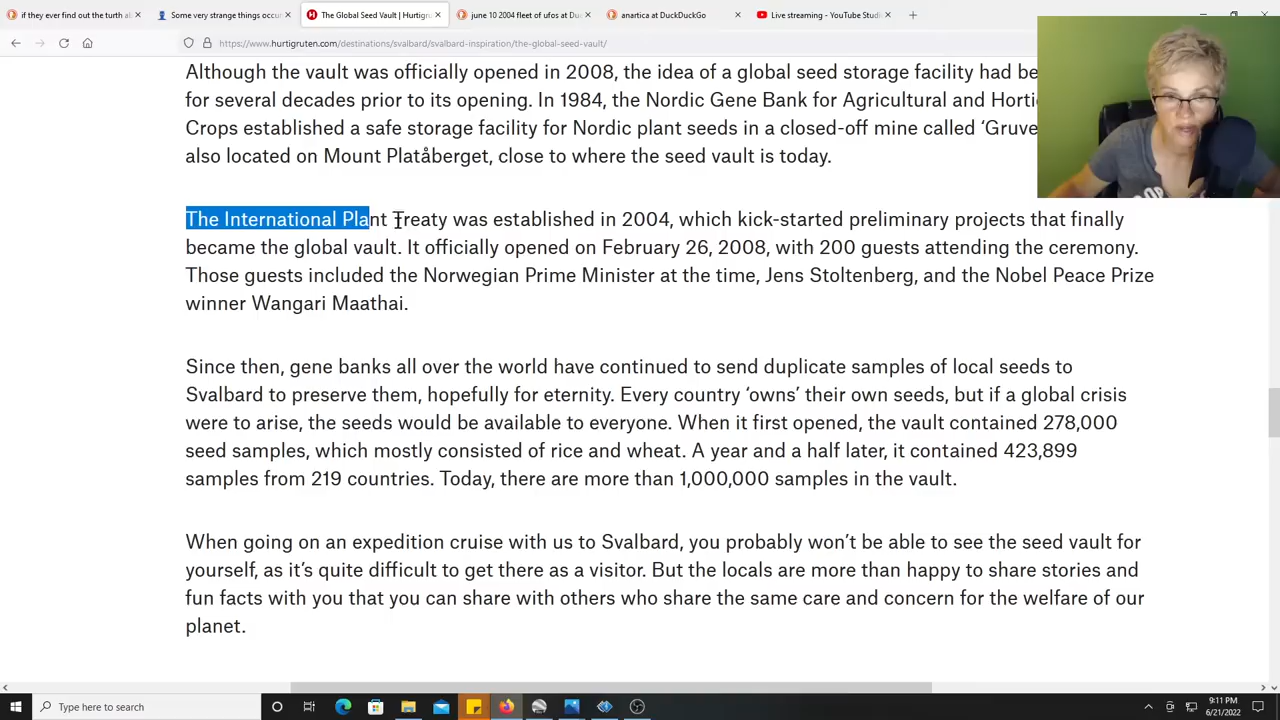 if they ever find out the turth al
Some very strange things occu
The Global Seed Vault | Hurtigrut
june 10 2004 fleet of ufos at Duc
anartica at DuckDuckGo
Live streaming - YouTube Studi
https://www.hurtigruten.com/destinations/svalbard/svalbard-inspiration/the-global-seed-vault/
Although the vault was officially opened in 2008, the idea of a global seed storage facility had be
for several decades prior to its opening. In 1984, the Nordic Gene Bank for Agricultural and Horti
Crops established a safe storage facility for Nordic plant seeds in a closed-off mine called ‘Gruve
also located on Mount Platåberget, close to where the seed vault is today.
The International Plant Treaty was established in 2004, which kick-started preliminary projects that finally
became the global vault. It officially opened on February 26, 2008, with 200 guests attending the ceremony.
Those guests included the Norwegian Prime Minister at the time, Jens Stoltenberg, and the Nobel Peace Prize
winner Wangari Maathai.
Since then, gene banks all over the world have continued to send duplicate samples of local seeds to
Svalbard to preserve them, hopefully for eternity. Every country ‘owns’ their own seeds, but if a global crisis
were to arise, the seeds would be available to everyone. When it first opened, the vault contained 278,000
seed samples, which mostly consisted of rice and wheat. A year and a half later, it contained 423,899
samples from 219 countries. Today, there are more than 1,000,000 samples in the vault.
When going on an expedition cruise with us to Svalbard, you probably won’t be able to see the seed vault for
yourself, as it’s quite difficult to get there as a visitor. But the locals are more than happy to share stories and
fun facts with you that you can share with others who share the same care and concern for the welfare of our
planet.
Type here to search
9:11 PM
6/21/2022